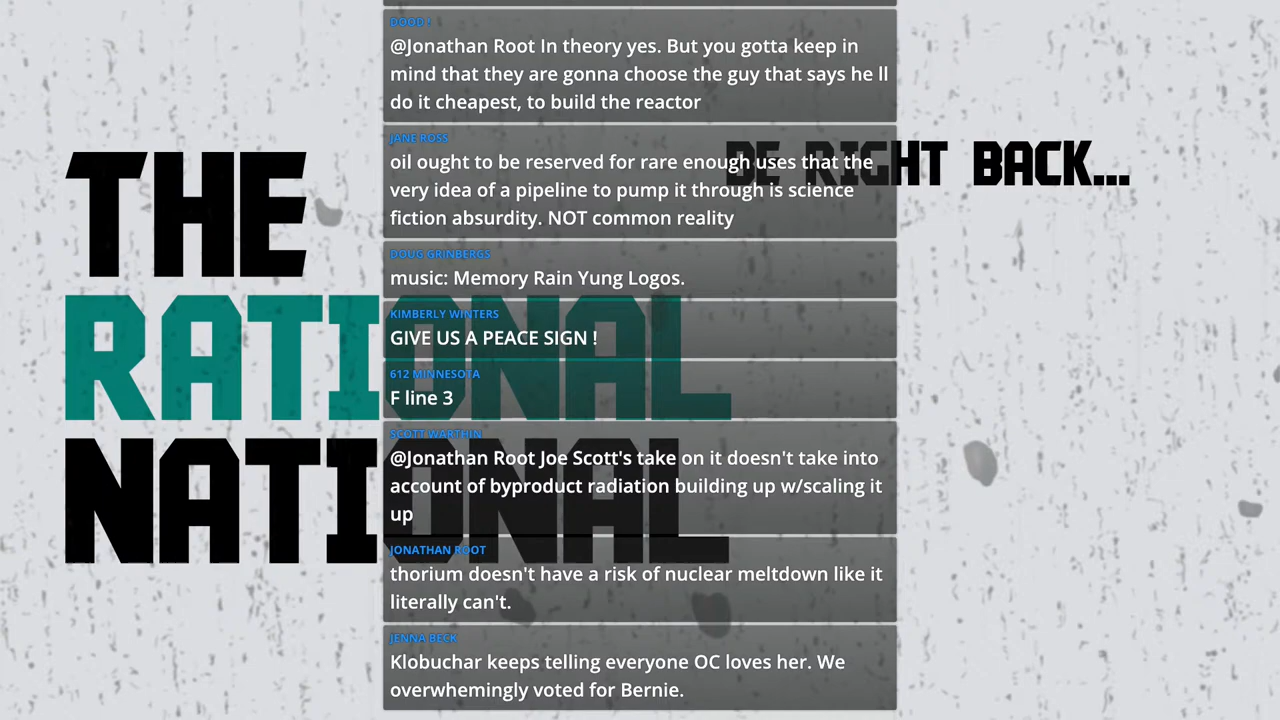 THE
RATIONAL
NATIONAL
BE RIGHT BACK...
DOOD !
@Jonathan Root In theory yes. But you gotta keep in
mind that they are gonna choose the guy that says he ll
do it cheapest, to build the reactor
JANE ROSS
oil ought to be reserved for rare enough uses that the
very idea of a pipeline to pump it through is science
fiction absurdity. NOT common reality
DOUG GRINBERGS
music: Memory Rain Yung Logos.
KIMBERLY WINTERS
GIVE US A PEACE SIGN !
612 MINNESOTA
F line 3
SCOTT WARTHIN
@Jonathan Root Joe Scott's take on it doesn't take into
account of byproduct radiation building up w/scaling it
up
JONATHAN ROOT
thorium doesn't have a risk of nuclear meltdown like it
literally can't.
JENNA BECK
Klobuchar keeps telling everyone OC loves her. We
overwhemingly voted for Bernie.